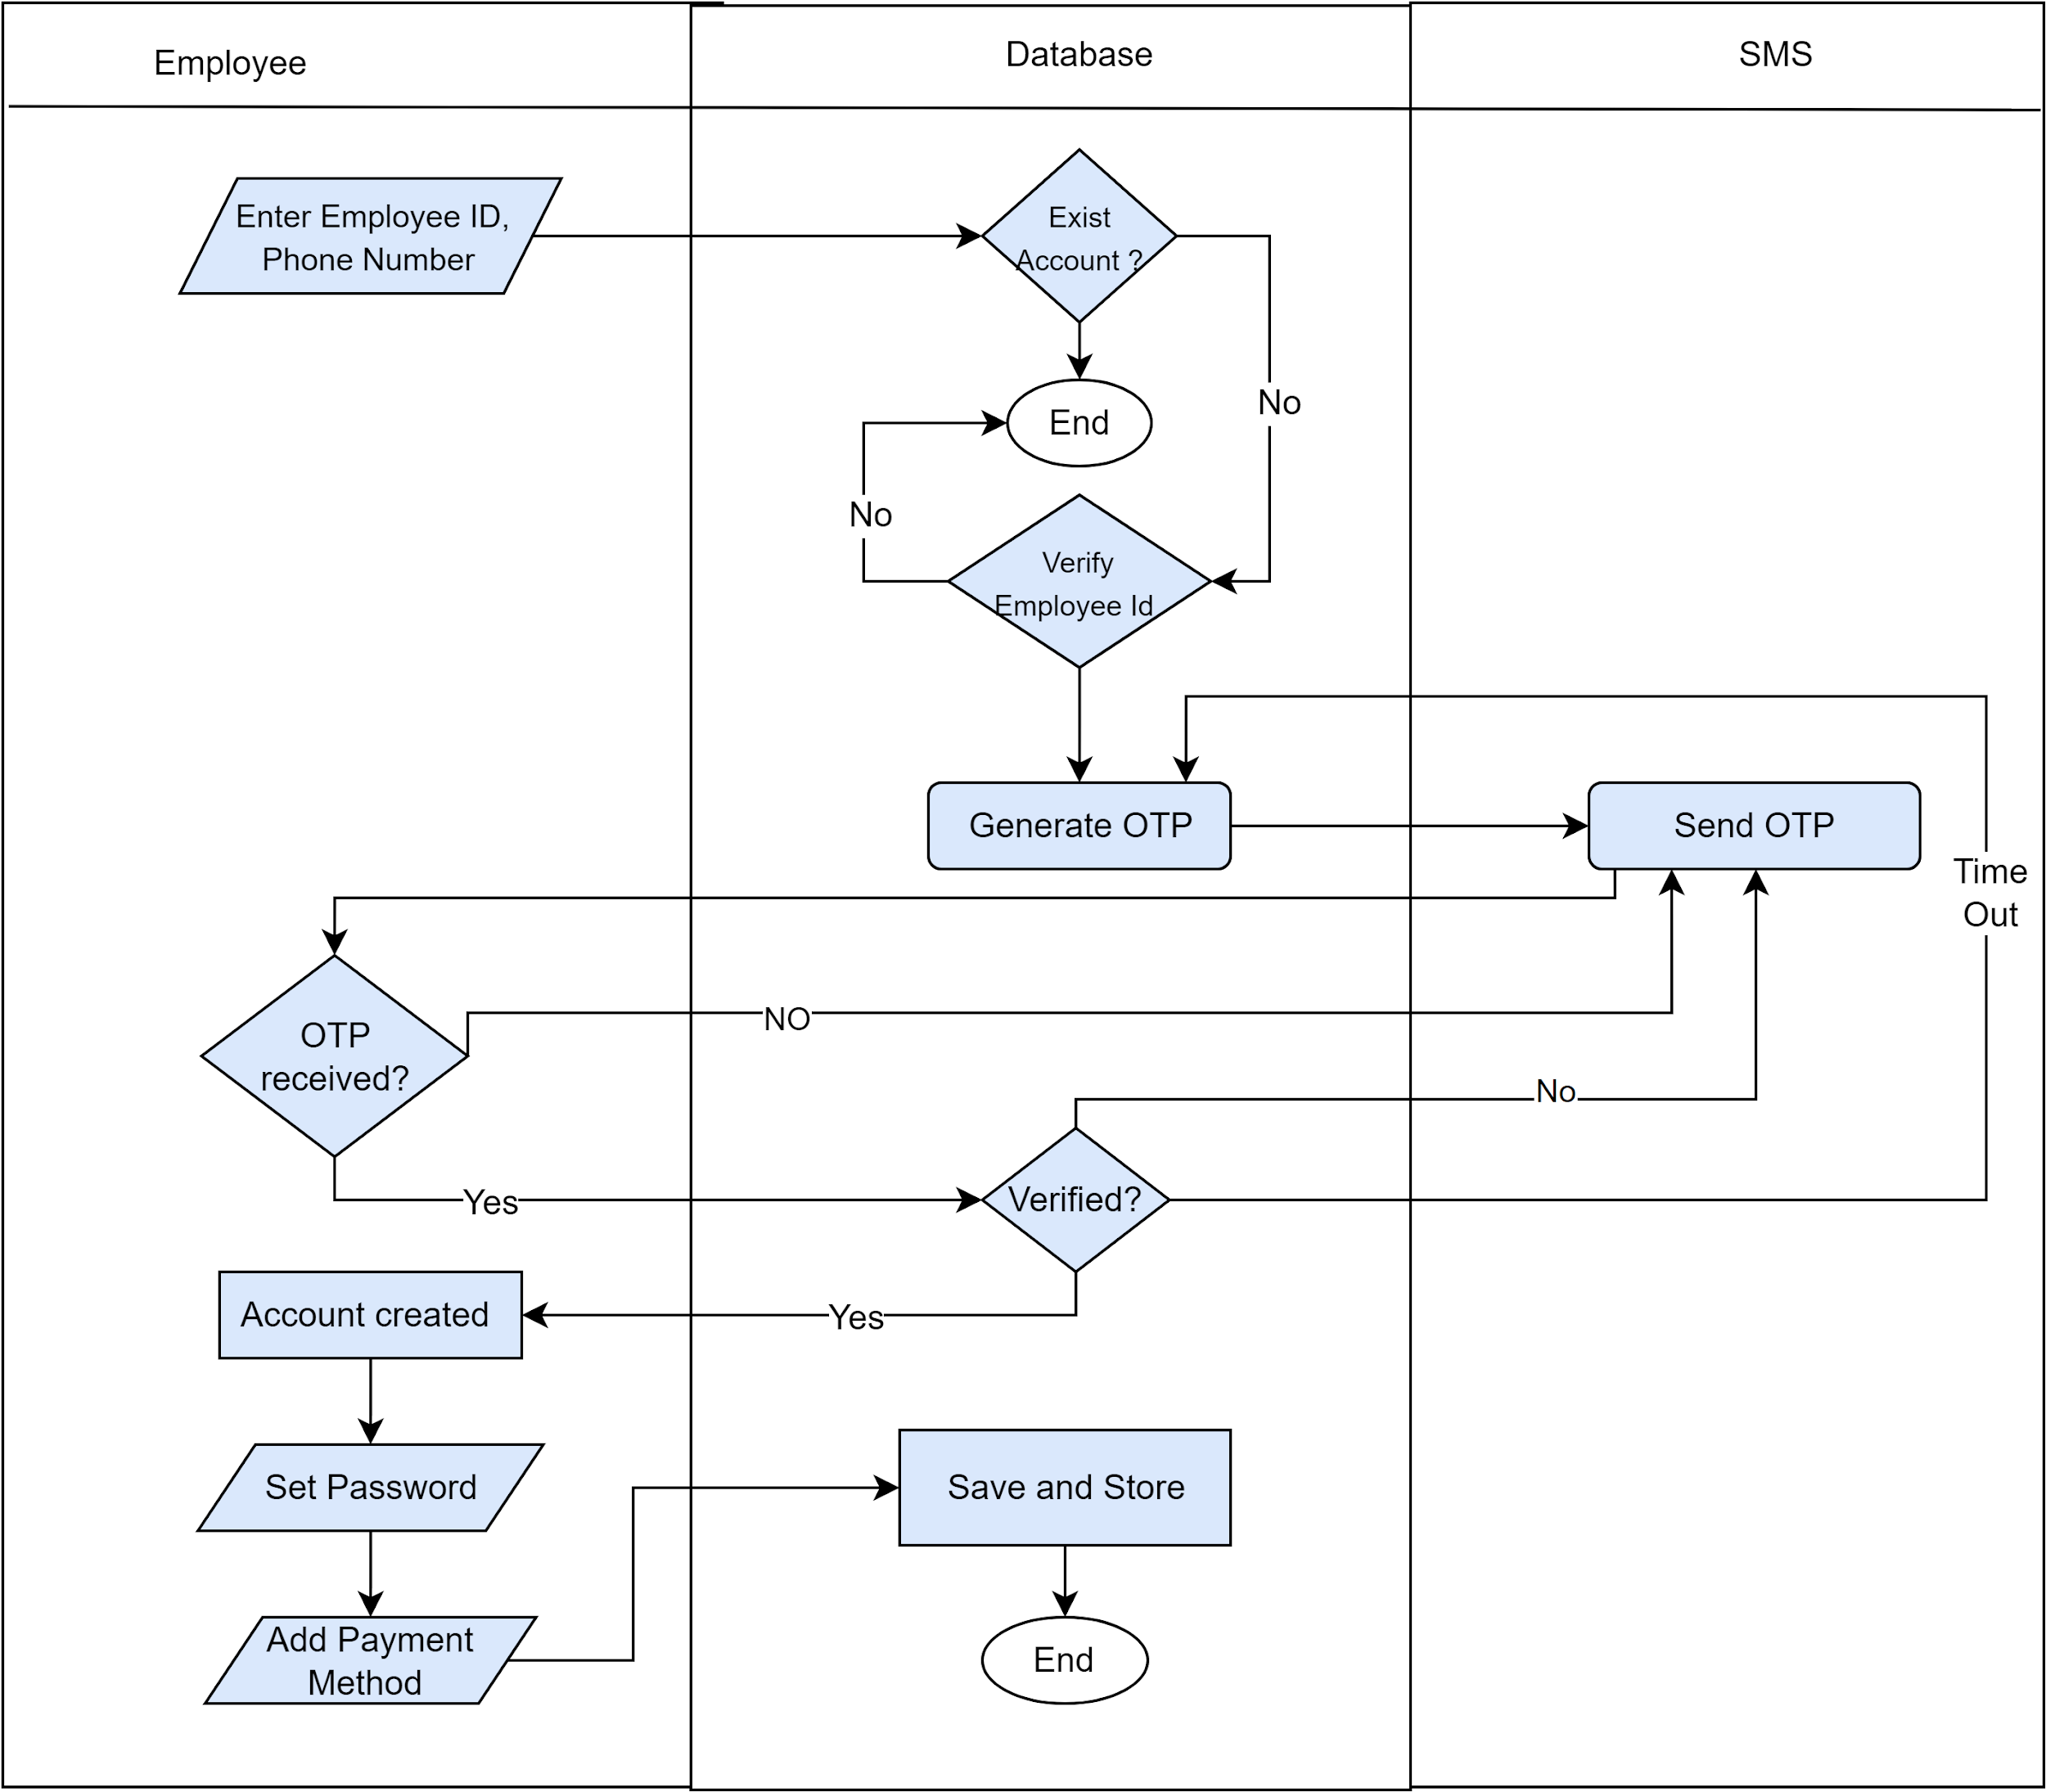 Employee
Database
SMS
Enter Employee ID,
Phone Number
Exist
Account ?
No
End
No
Verify
Employee Id
Generate OTP
Send OTP
Time
Out
OTP
received?
NO
No
Yes
Verified?
Account created
Yes
Set Password
Save and Store
Add Payment
Method
End